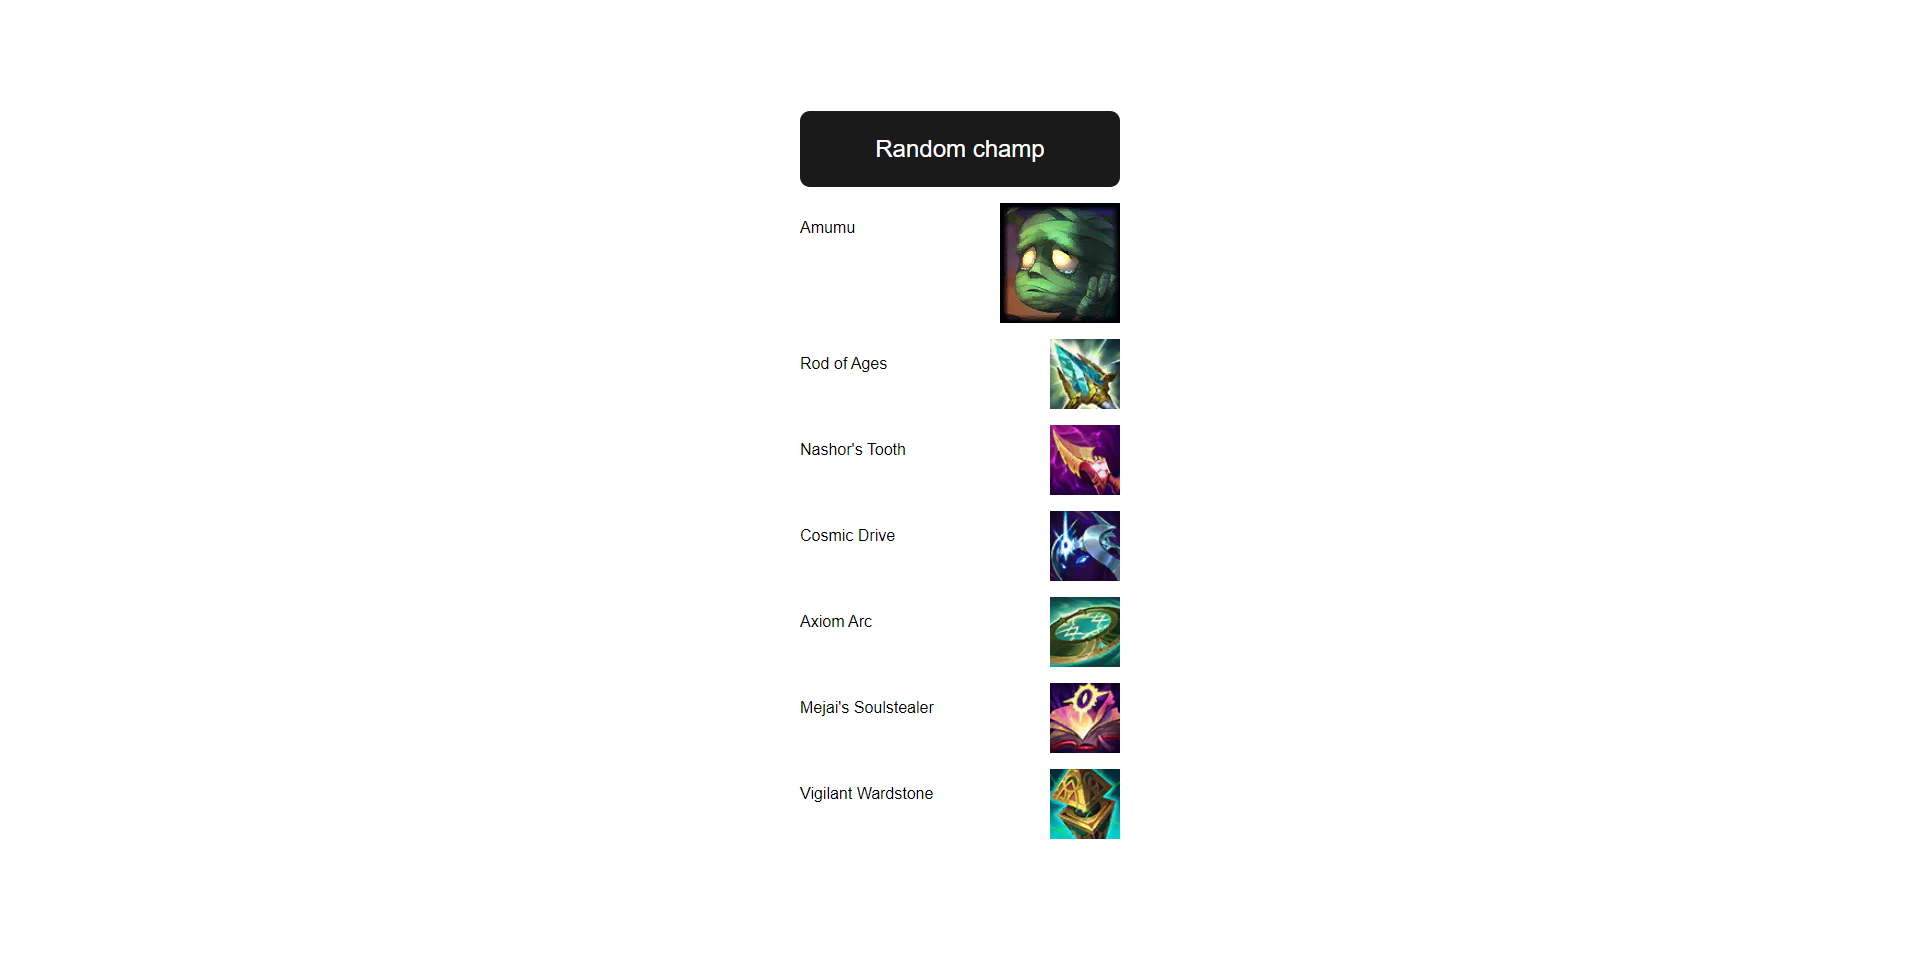 Random champ
Amumu
Rod of Ages
Nashor's Tooth
Cosmic Drive
Axiom Arc
Mejai's Soulstealer
Vigilant Wardstone